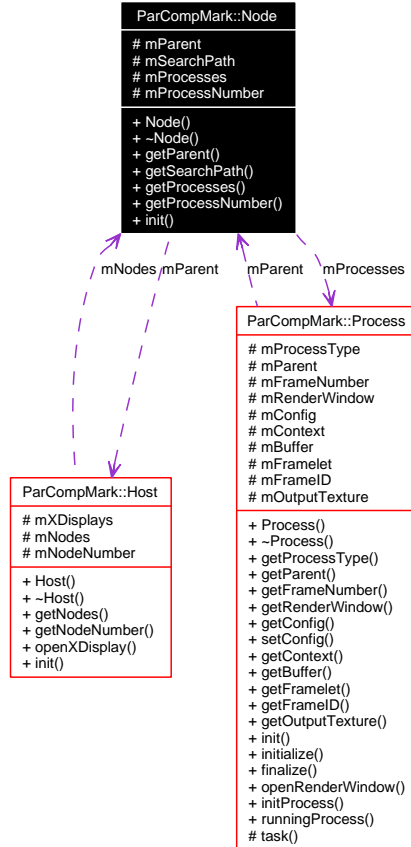 ParCompMark::Node
# mParent
# mSearchPath
# mProcesses
# mProcessNumber
+ Node()
+ ~Node()
+ getParent()
+ getSearchPath()
+ getProcesses()
+ getProcessNumber()
+ init()
mNodes mParent mParent mProcesses
ParCompMark::Host
# mXDisplays
# mNodes
# mNodeNumber
+ Host()
+ ~Host()
+ getNodes()
+ getNodeNumber()
+ openXDisplay()
+ init()
ParCompMark::Process
# mProcessType
# mParent
# mFrameNumber
# mRenderWindow
# mConfig
# mContext
# mBuffer
# mFramelet
# mFrameID
# mOutputTexture
+ Process()
+ ~Process()
+ getProcessType()
+ getParent()
+ getFrameNumber()
+ getRenderWindow()
+ getConfig()
+ setConfig()
+ getContext()
+ getBuffer()
+ getFramelet()
+ getFrameID()
+ getOutputTexture()
+ init()
+ initialize()
+ finalize()
+ openRenderWindow()
+ initProcess()
+ runningProcess()
# task()